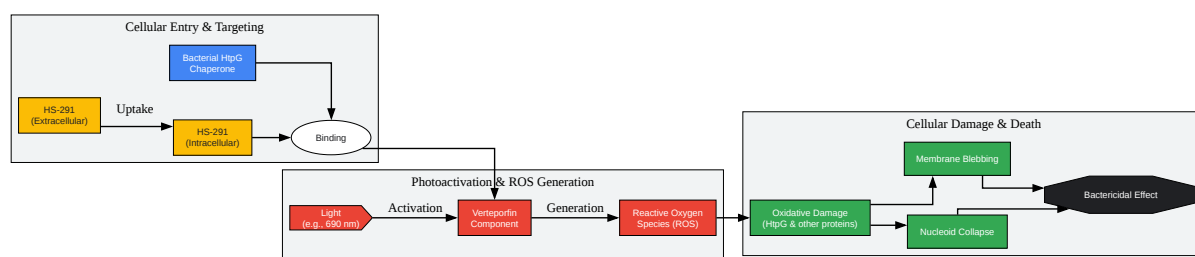 Cellular Entry & Targeting
Bacterial HtpG
Chaperone
HS-291
(Extracellular)
Uptake
HS-291
(Intracellular)
Binding
Photoactivation & ROS Generation
Light
(e.g., 690 nm)
Activation
Verteporfin
Component
Generation
Reactive Oxygen
Species (ROS)
Cellular Damage & Death
Membrane Blebbing
Oxidative Damage
(HtpG & other proteins)
Nucleoid Collapse
Bactericidal Effect